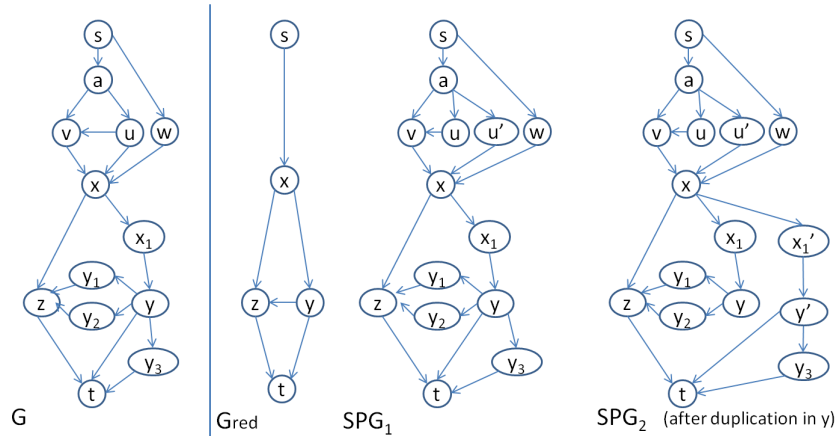 s
a
v
u
w
x
x₁
y₁
z
y
y₂
y₃
t
G
s
x
z
y
t
Gred
s
a
v
u
u'
w
x
x₁
y₁
z
y
y₂
y₃
t
SPG₁
s
a
v
u
u'
w
x
x₁
x₁'
y₁
z
y
y'
y₂
y₃
t
SPG₂ (after duplication in y)